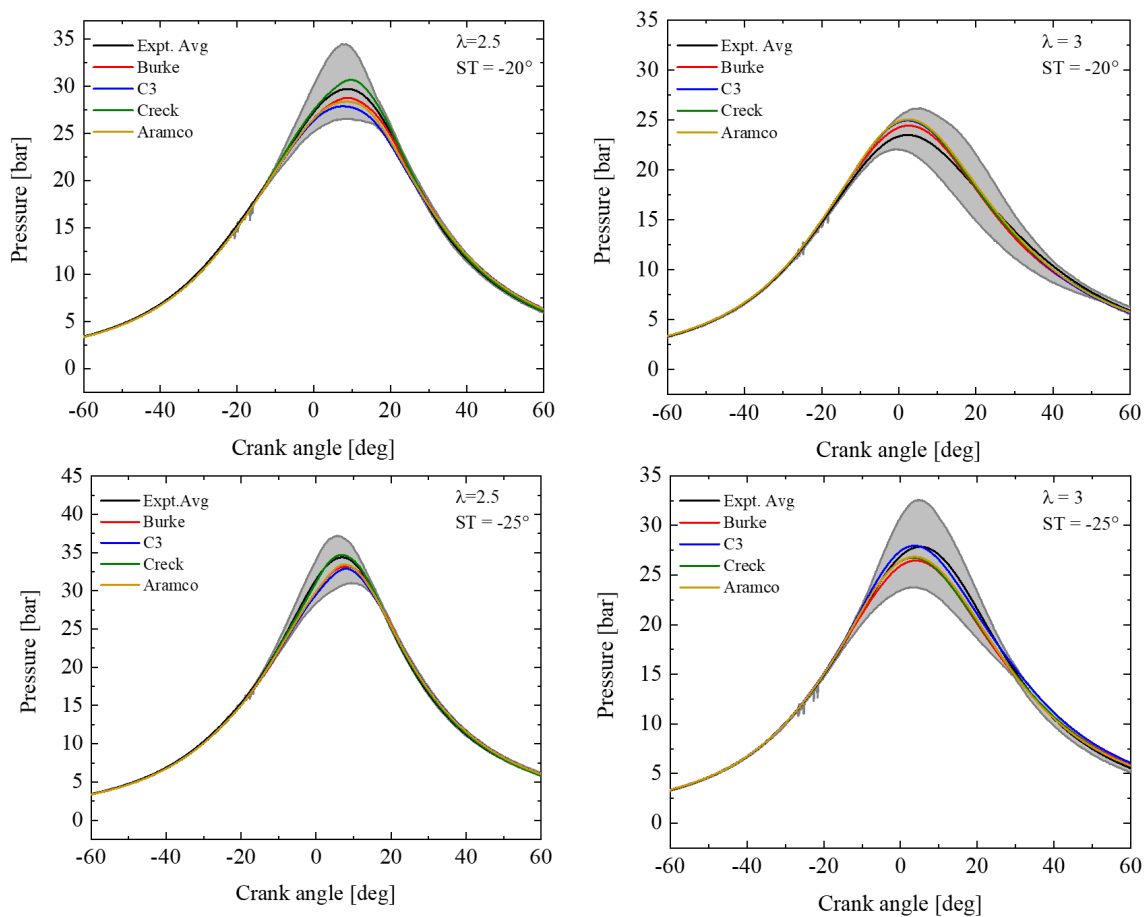 35
30
25
20
15
10
5
0
Pressure [bar]
Expt. Avg
Burke
C3
Creck
Aramco
λ=2.5
ST = -20°
-60 -40 -20 0 20 40 60
Crank angle [deg]
35
30
25
20
15
10
5
0
Pressure [bar]
Expt. Avg
Burke
C3
Creck
Aramco
λ = 3
ST = -20°
-60 -40 -20 0 20 40 60
Crank angle [deg]
45
40
35
30
25
20
15
10
5
0
Pressure [bar]
Expt.Avg
Burke
C3
Creck
Aramco
λ=2.5
ST = -25°
-60 -40 -20 0 20 40 60
Crank angle [deg]
35
30
25
20
15
10
5
0
Pressure [bar]
Expt. Avg
Burke
C3
Creck
Aramco
λ = 3
ST = -25°
-60 -40 -20 0 20 40 60
Crank angle [deg]